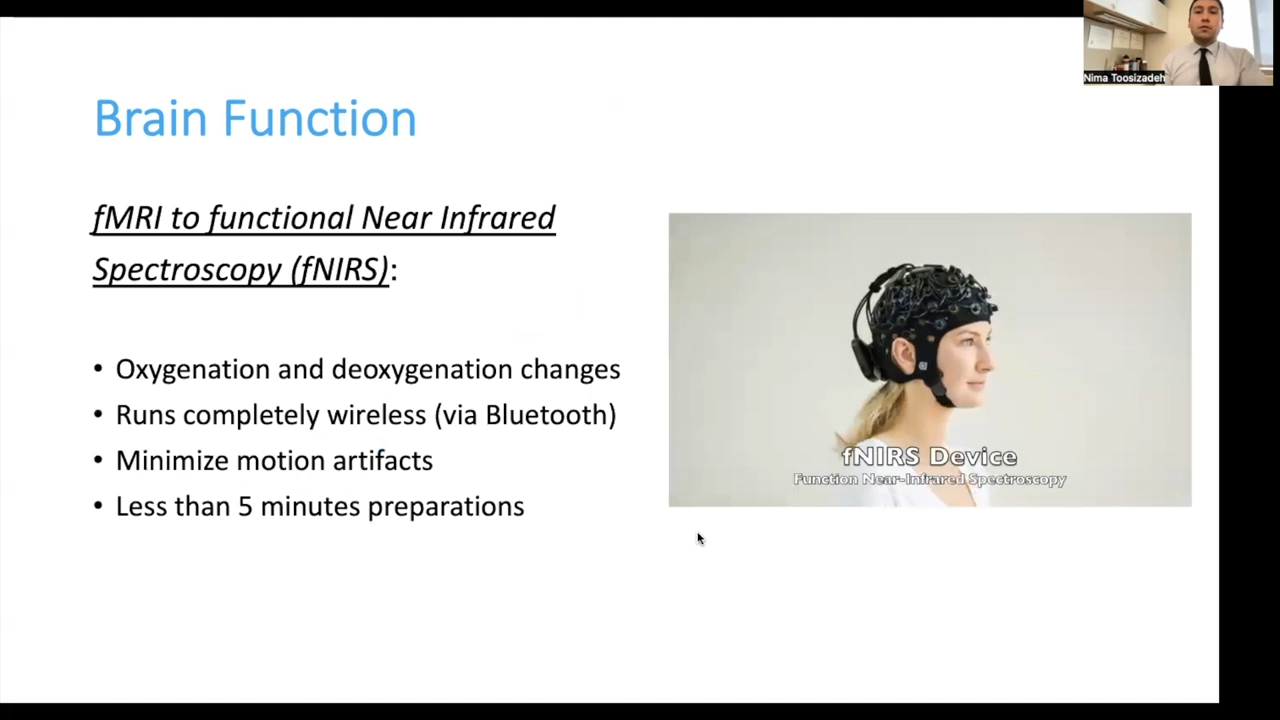 Nima Toosizadeh
Brain Function
fMRI to functional Near Infrared
Spectroscopy (fNIRS):
• Oxygenation and deoxygenation changes
• Runs completely wireless (via Bluetooth)
• Minimize motion artifacts
• Less than 5 minutes preparations
fNIRS Device
Function Near-Infrared Spectroscopy